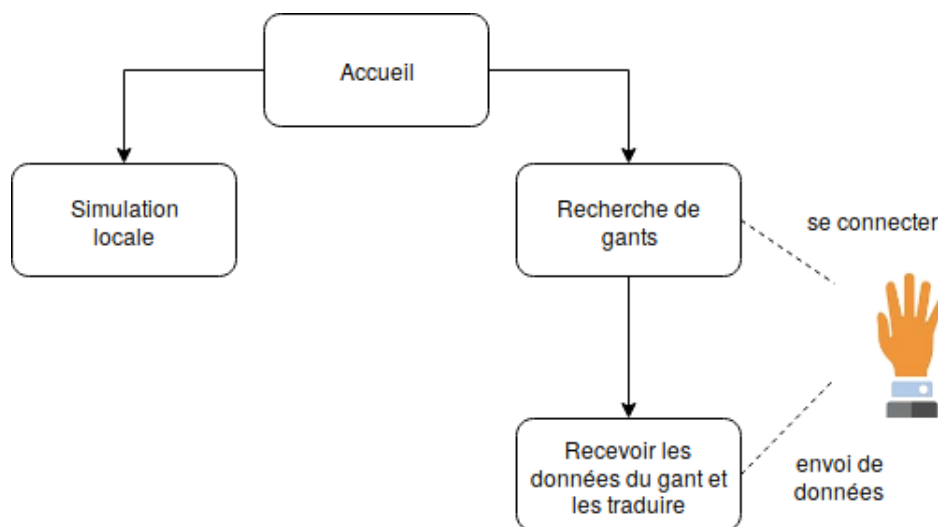 Accueil
Simulation
locale
Recherche de
gants
se connecter
Recevoir les
données du gant et
les traduire
envoi de
données